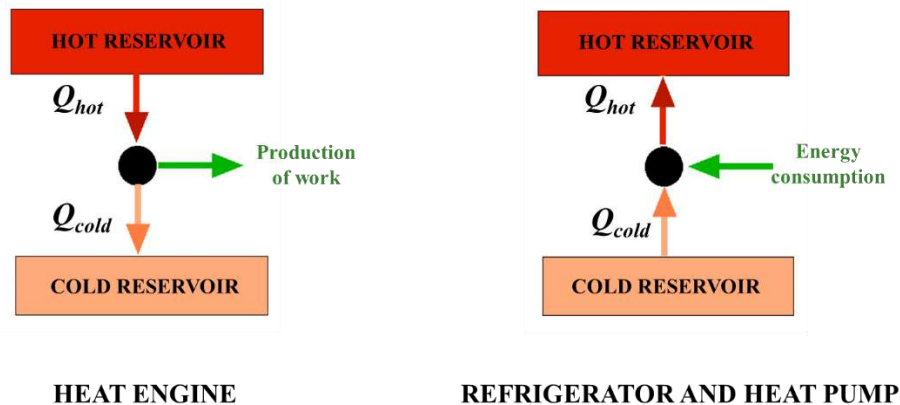 HOT RESERVOIR
Qhot
Production
of work
Qcold
COLD RESERVOIR
HEAT ENGINE
HOT RESERVOIR
Qhot
Energy
consumption
Qcold
COLD RESERVOIR
REFRIGERATOR AND HEAT PUMP